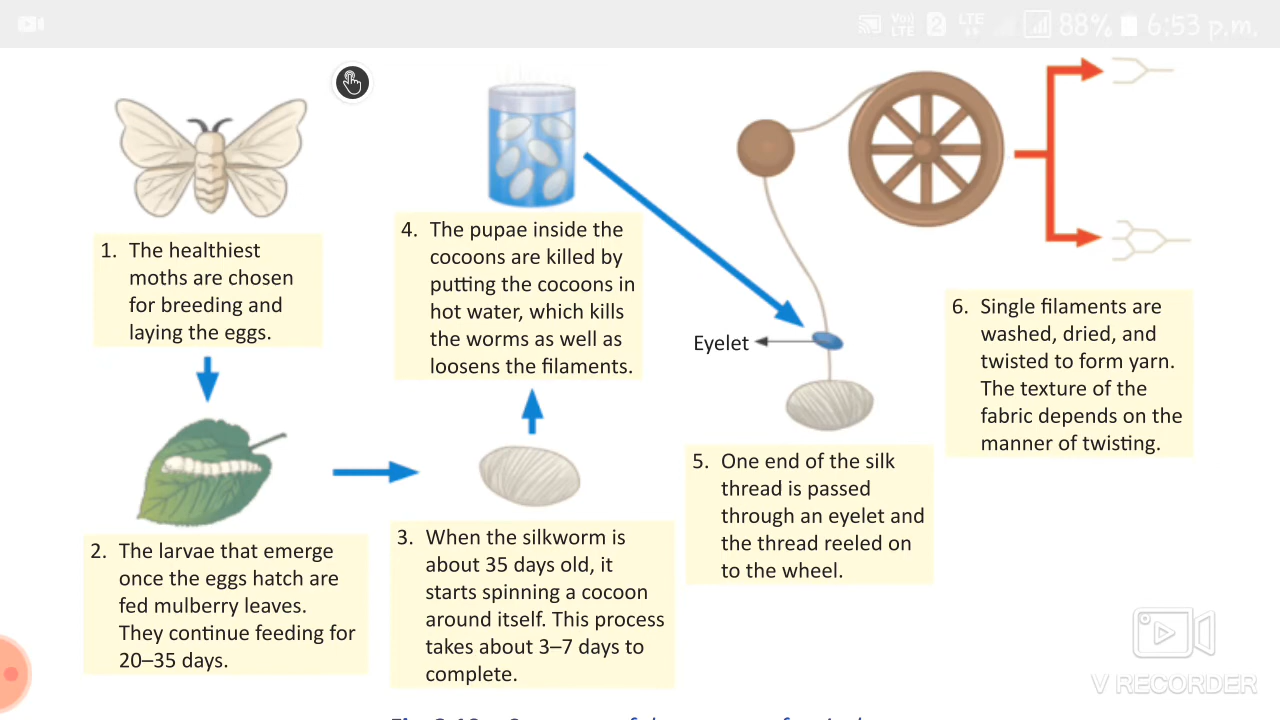 Vo) LTE 2 LTE 88% 6:53 p.m.
1. The healthiest
moths are chosen
for breeding and
laying the eggs.
2. The larvae that emerge
once the eggs hatch are
fed mulberry leaves.
They continue feeding for
20–35 days.
3. When the silkworm is
about 35 days old, it
starts spinning a cocoon
around itself. This process
takes about 3–7 days to
complete.
4. The pupae inside the
cocoons are killed by
putting the cocoons in
hot water, which kills
the worms as well as
loosens the filaments.
Eyelet
5. One end of the silk
thread is passed
through an eyelet and
the thread reeled on
to the wheel.
6. Single filaments are
washed, dried, and
twisted to form yarn.
The texture of the
fabric depends on the
manner of twisting.
V RECORDER